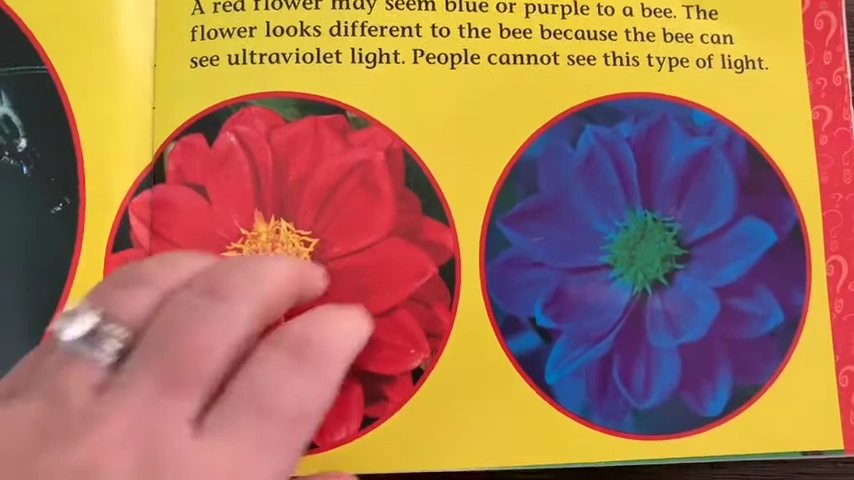 A red flower may seem blue or purple to a bee. The
flower looks different to the bee because the bee can
see ultraviolet light. People cannot see this type of light.